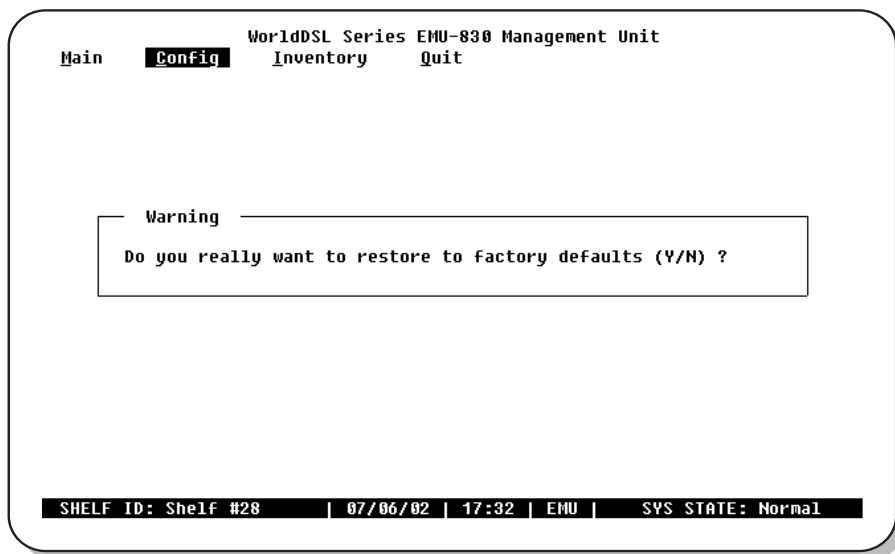 WorldDSL Series EMU-830 Management Unit
Main Config Inventory Quit
Warning
Do you really want to restore to factory defaults (Y/N) ?
SHELF ID: Shelf #28 | 07/06/02 | 17:32 | EMU | SYS STATE: Normal